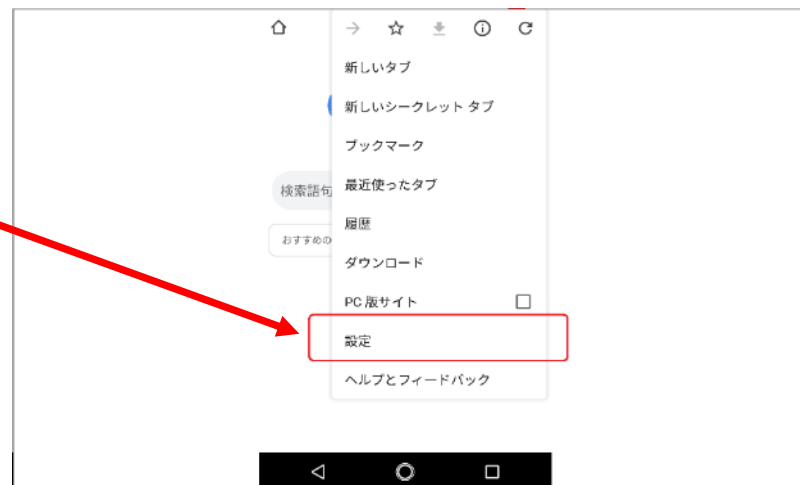 新しいタブ
新しいシークレット タブ
ブックマーク
検索語句
最近使ったタブ
履歴
おすすめの
ダウンロード
PC 版サイト
設定
ヘルプとフィードバック